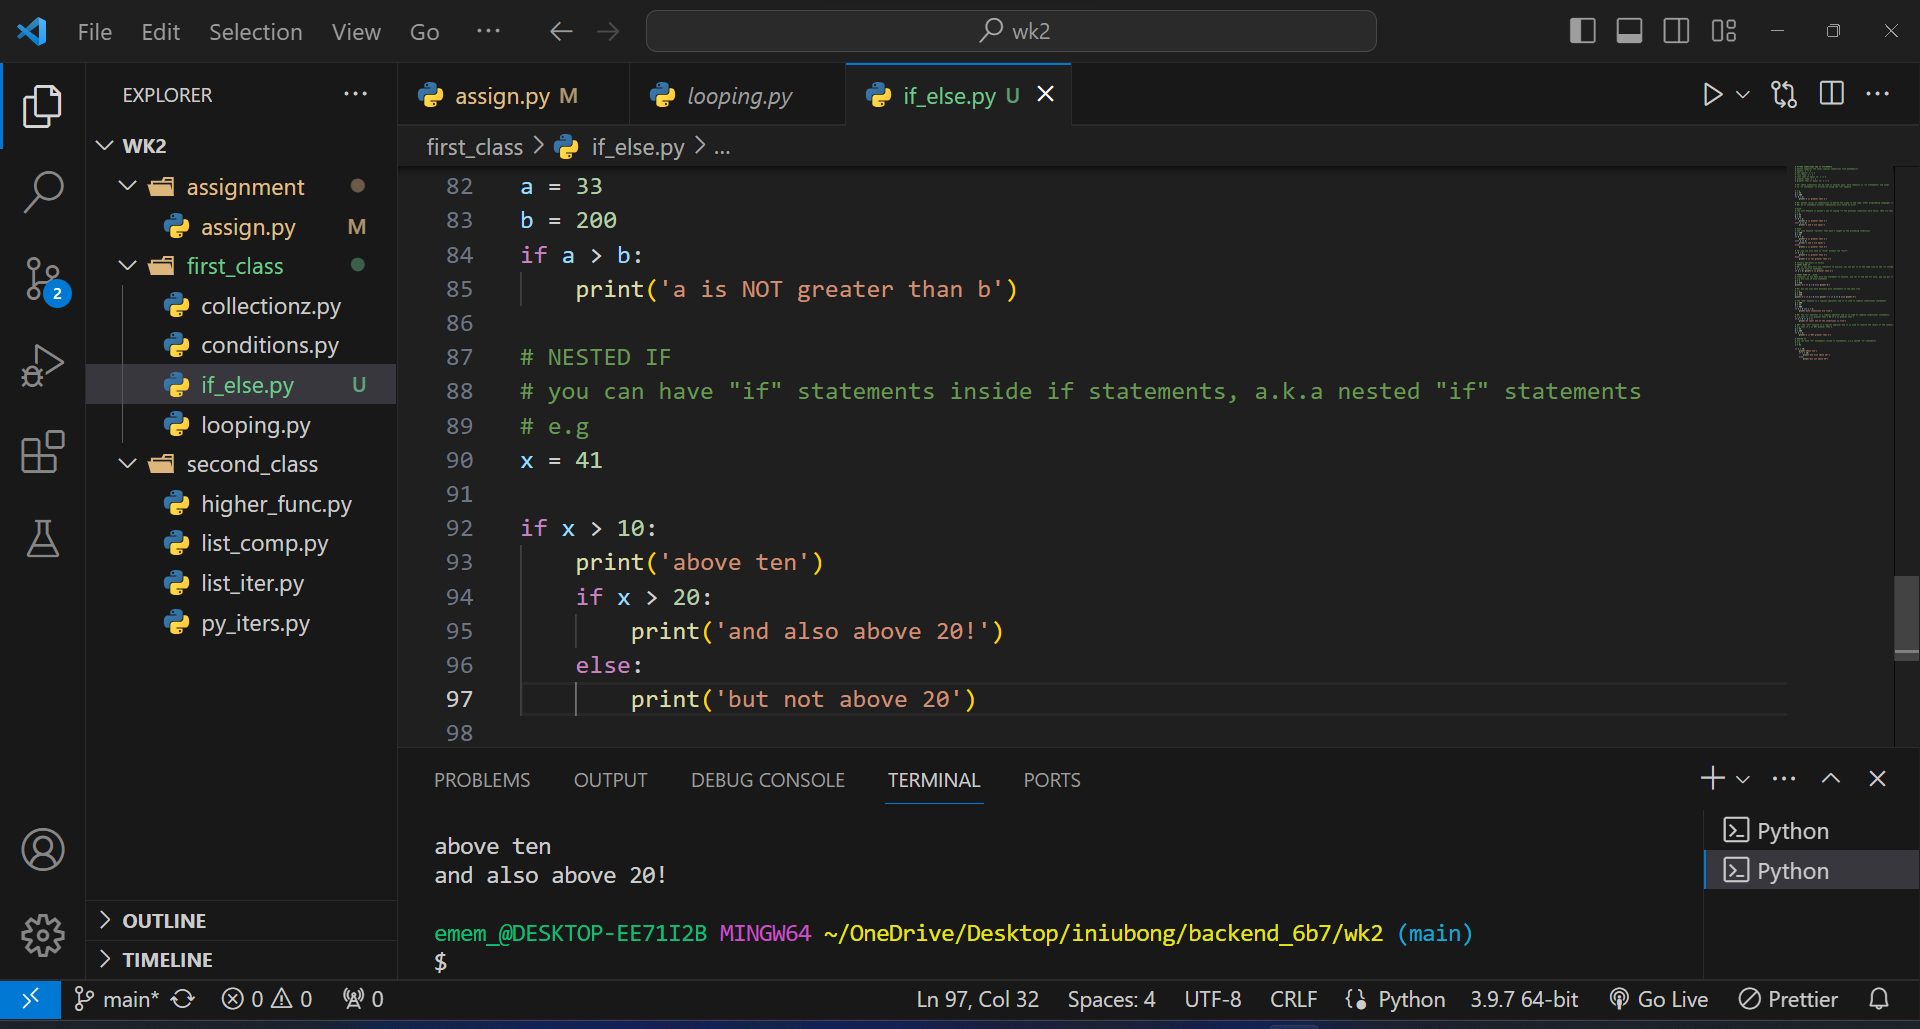 File Edit Selection View Go ... wk2
EXPLORER ...
WK2
assignment
assign.py M
first_class
collectionz.py
conditions.py
if_else.py U
looping.py
second_class
higher_func.py
list_comp.py
list_iter.py
py_iters.py
OUTLINE
TIMELINE
2
assign.py M looping.py if_else.py U
first_class > if_else.py > ...
82 a = 33
83 b = 200
84 if a > b:
85     print('a is NOT greater than b')
86
87 # NESTED IF
88 # you can have "if" statements inside if statements, a.k.a nested "if" statements
89 # e.g
90 x = 41
91
92 if x > 10:
93     print('above ten')
94     if x > 20:
95         print('and also above 20!')
96     else:
97         print('but not above 20')
98
PROBLEMS OUTPUT DEBUG CONSOLE TERMINAL PORTS
above ten
and also above 20!
emem_@DESKTOP-EE71I2B MINGW64 ~/OneDrive/Desktop/iniubong/backend_6b7/wk2 (main)
$
Python
Python
main* 0 0 0 Ln 97, Col 32 Spaces: 4 UTF-8 CRLF Python 3.9.7 64-bit Go Live Prettier